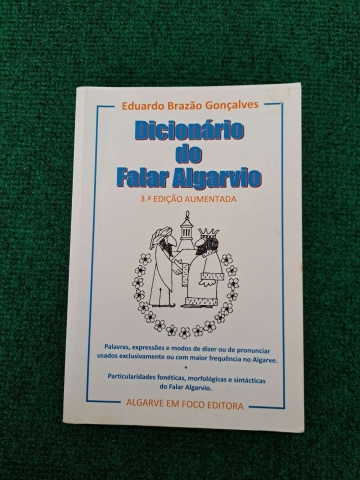 Eduardo Brazão Gonçalves
Dicionário
do
Falar Algarvio
3.ª EDIÇÃO AUMENTADA
Palavras, expressões e modos de dizer ou de pronunciar
usados exclusivamente ou com maior frequência no Algarve.
•
Particularidades fonéticas, morfológicas e sintácticas
do Falar Algarvio.
ALGARVE EM FOCO EDITORA